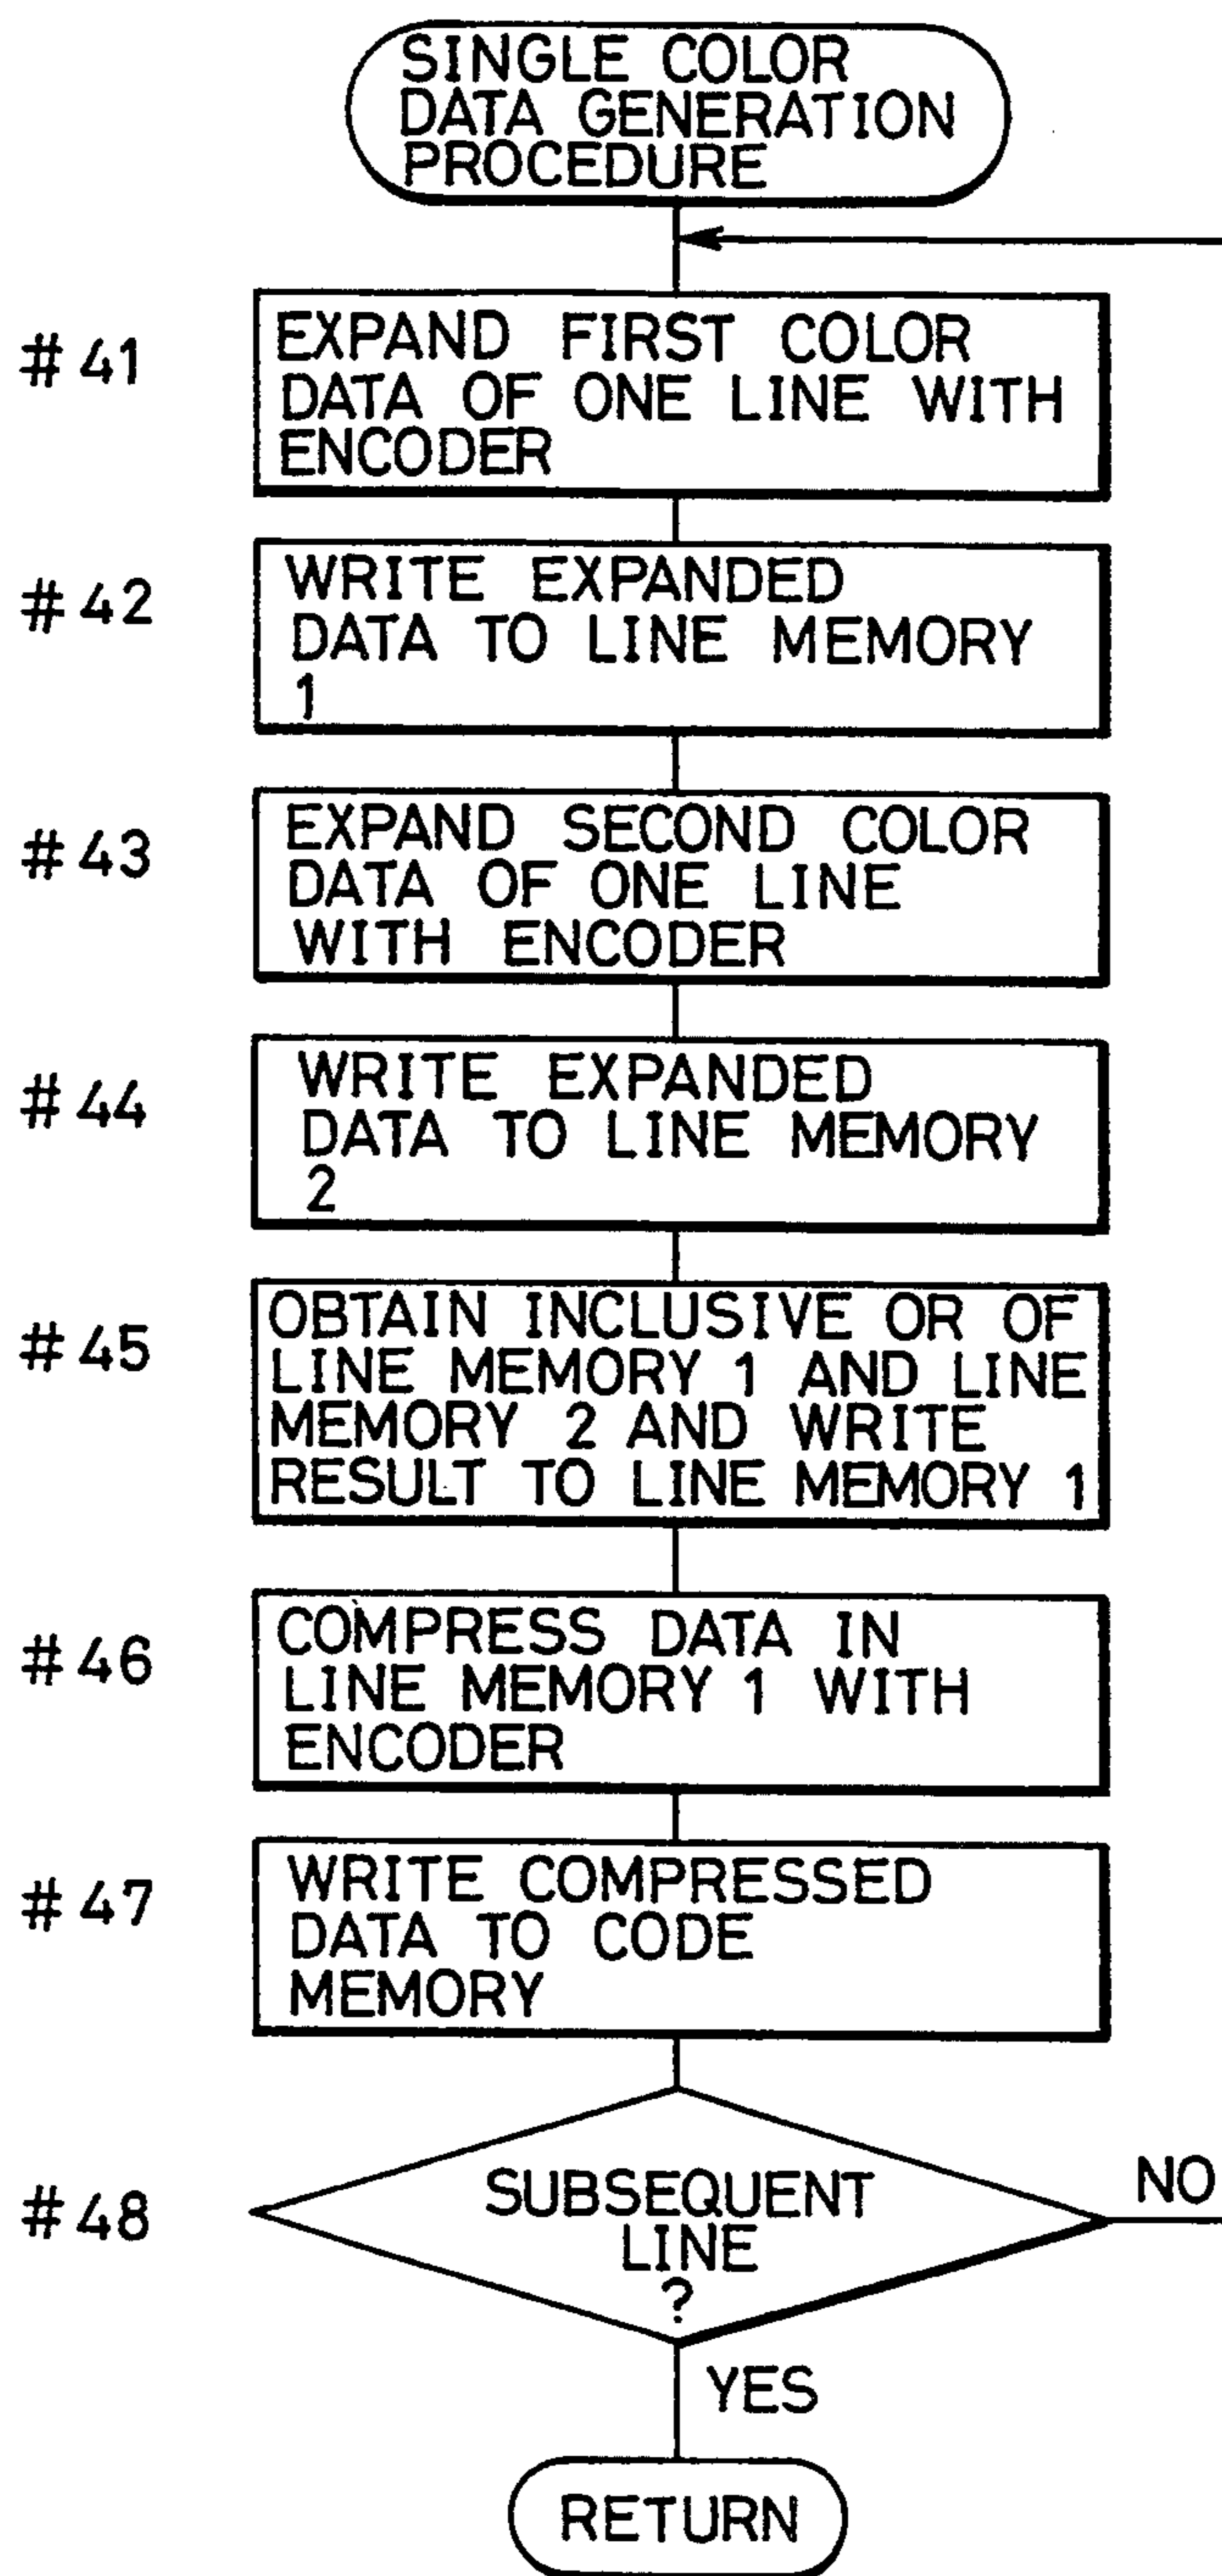 SINGLE COLOR
DATA GENERATION
PROCEDURE
#41
EXPAND FIRST COLOR
DATA OF ONE LINE WITH
ENCODER
#42
WRITE EXPANDED
DATA TO LINE MEMORY
1
#43
EXPAND SECOND COLOR
DATA OF ONE LINE
WITH ENCODER
#44
WRITE EXPANDED
DATA TO LINE MEMORY
2
#45
OBTAIN INCLUSIVE OR OF
LINE MEMORY 1 AND LINE
MEMORY 2 AND WRITE
RESULT TO LINE MEMORY 1
#46
COMPRESS DATA IN
LINE MEMORY 1 WITH
ENCODER
#47
WRITE COMPRESSED
DATA TO CODE
MEMORY
#48
SUBSEQUENT
LINE
?
NO
YES
RETURN